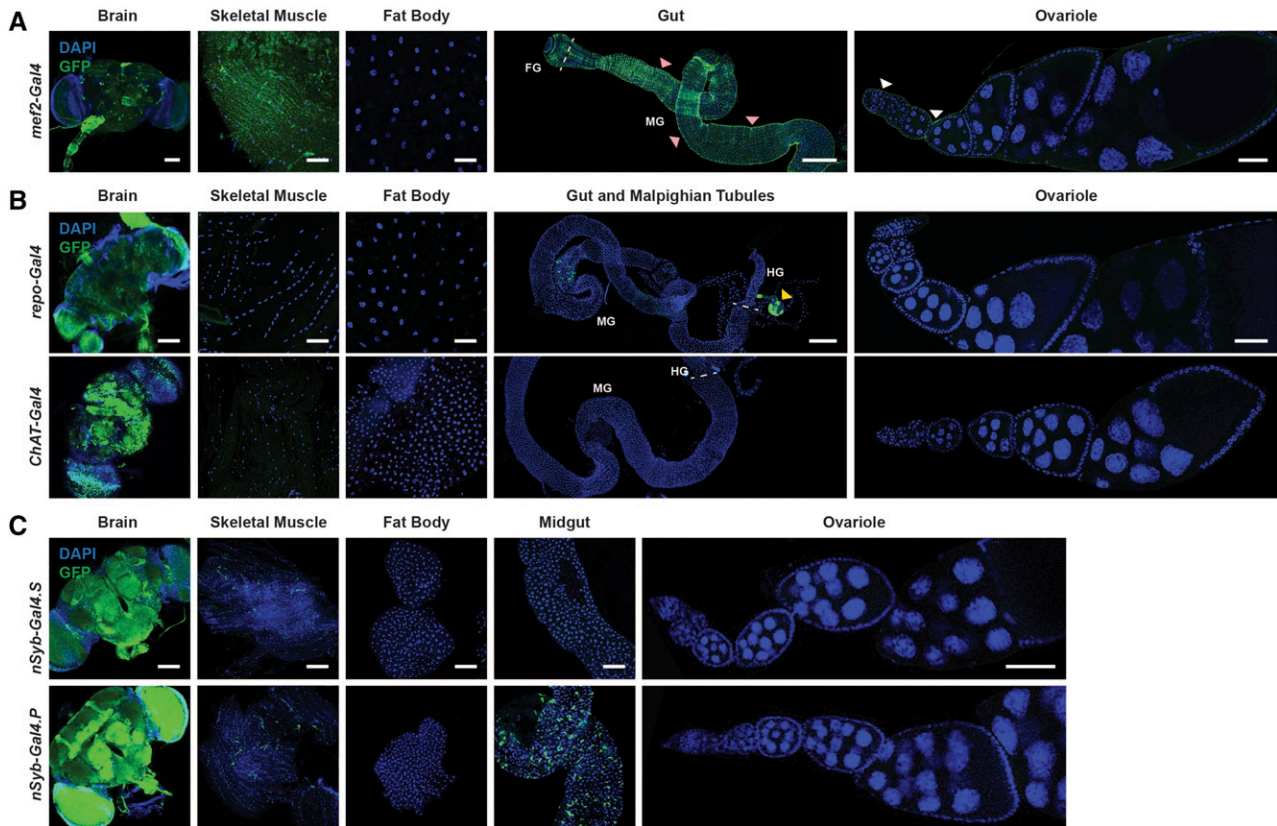 A
Brain Skeletal Muscle Fat Body Gut Ovariole
mef2-Gal4
DAPI
GFP
FG
MG
B
Brain Skeletal Muscle Fat Body Gut and Malpighian Tubules Ovariole
repo-Gal4
DAPI
GFP
MG
HG
ChAT-Gal4
MG
HG
C
Brain Skeletal Muscle Fat Body Midgut Ovariole
nSyb-Gal4.S
DAPI
GFP
nSyb-Gal4.P